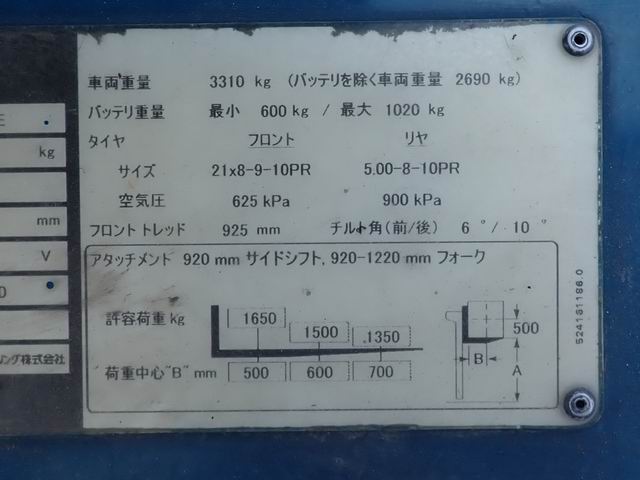 車両重量 3310 kg (バッテリを除く車両重量 2690 kg)
バッテリ重量 最小 600 kg / 最大 1020 kg
タイヤ フロント リヤ
サイズ 21x8-9-10PR 5.00-8-10PR
空気圧 625 kPa 900 kPa
フロント トレッド 925 mm チルト角(前/後) 6 ° / 10 °
アタッチメント 920 mm サイドシフト, 920-1220 mm フォーク
許容荷重 kg 1650 1500 1350
荷重中心 "B" mm 500 600 700
500
B
A
524181186.0
kg
mm
V
リング株式会社